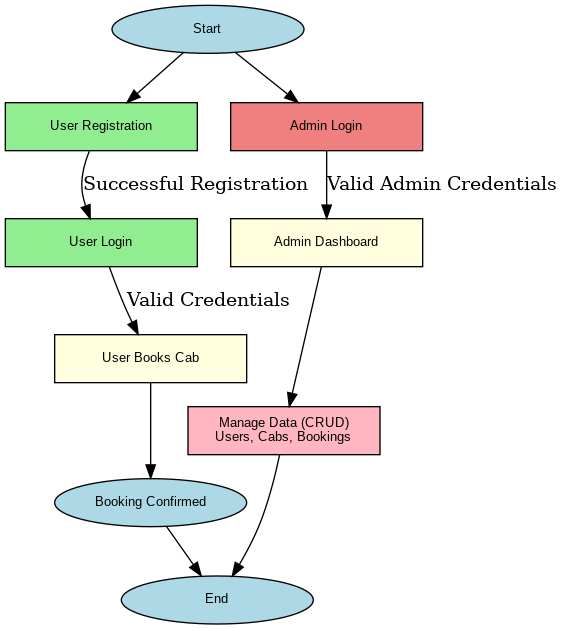 Start
User Registration
Admin Login
Successful Registration
Valid Admin Credentials
User Login
Admin Dashboard
Valid Credentials
User Books Cab
Manage Data (CRUD)
Users, Cabs, Bookings
Booking Confirmed
End